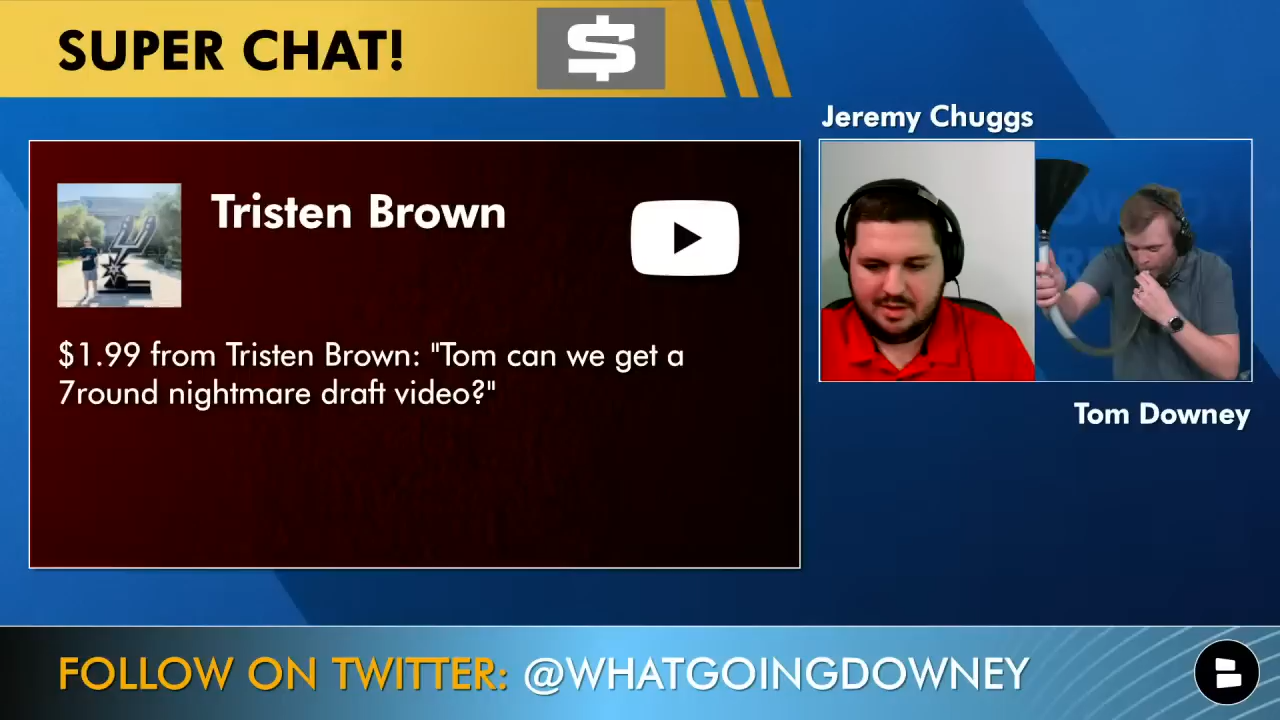 SUPER CHAT!
$
Jeremy Chuggs
Tristen Brown
$1.99 from Tristen Brown: "Tom can we get a
7round nightmare draft video?"
Tom Downey
FOLLOW ON TWITTER: @WHATGOINGDOWNEY